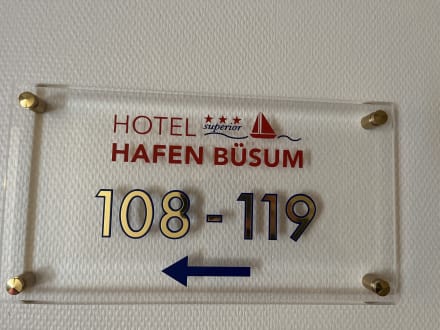 HOTEL superior
HAFEN BÜSUM
108 - 119